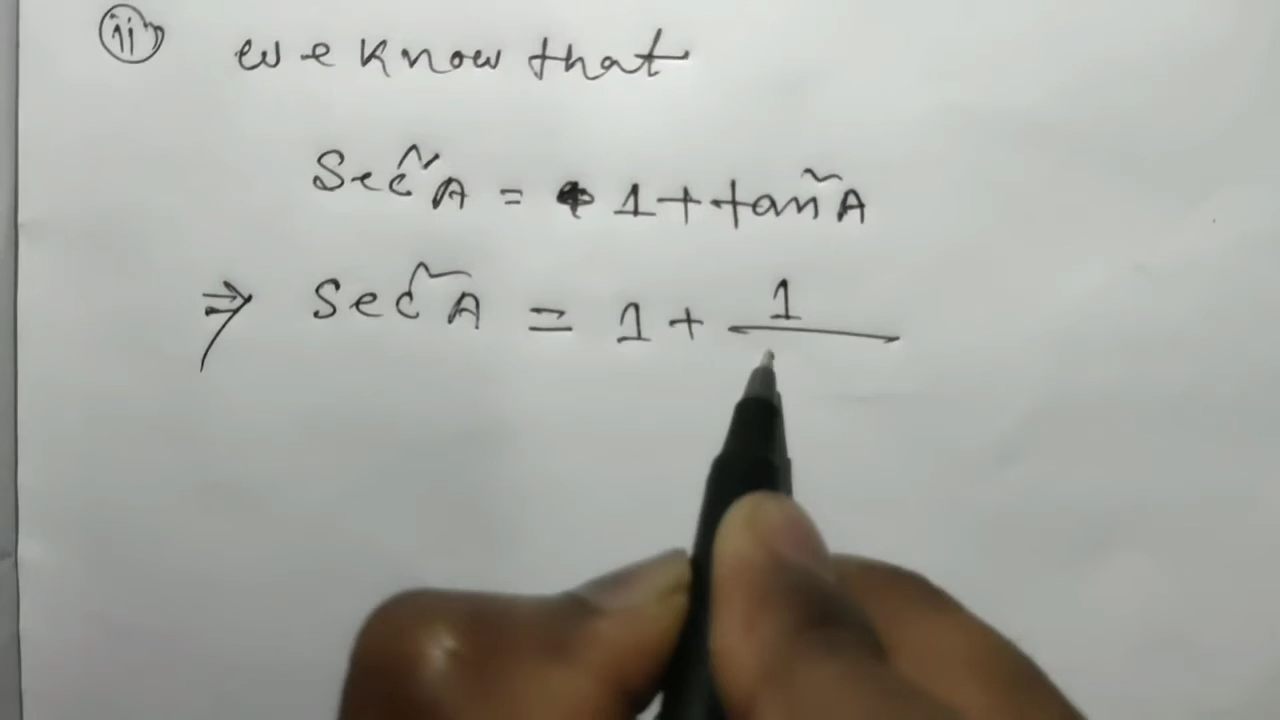 (ii) we know that
Sec²A = 1 + tan²A
⇒ Sec²A = 1 + 1/